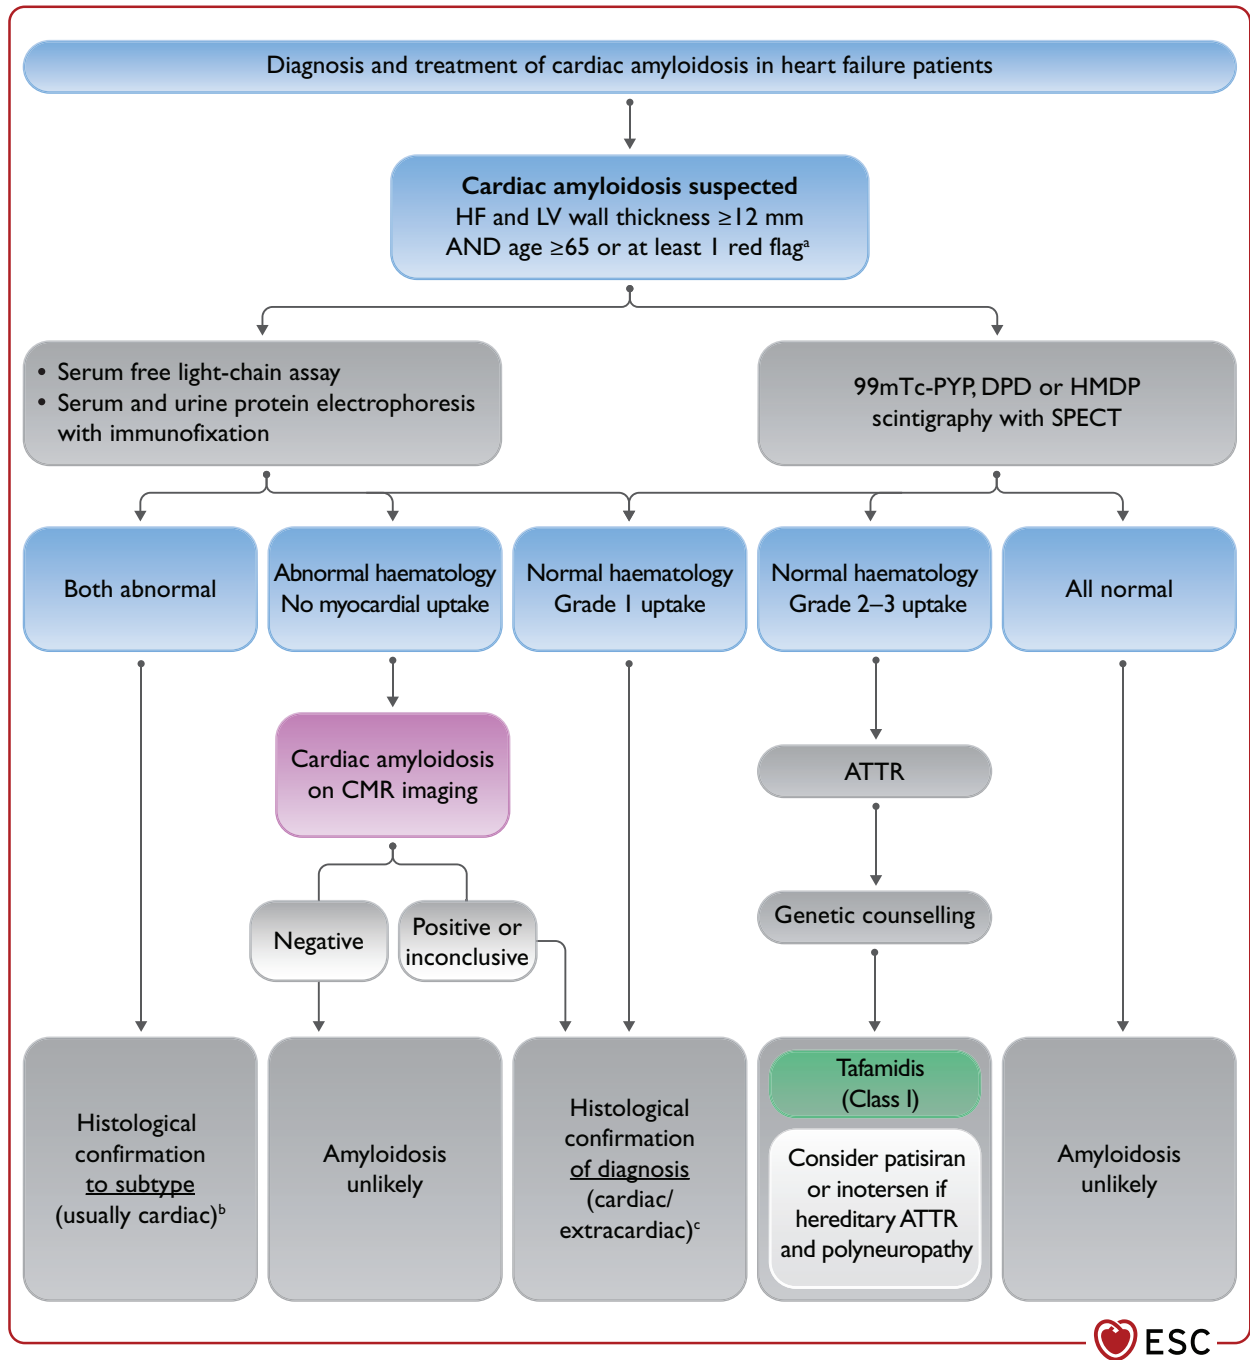 Diagnosis and treatment of cardiac amyloidosis in heart failure patients
Cardiac amyloidosis suspected
HF and LV wall thickness ≥12 mm
AND age ≥65 or at least 1 red flagᵃ
• Serum free light-chain assay
• Serum and urine protein electrophoresis
with immunofixation
99mTc-PYP, DPD or HMDP
scintigraphy with SPECT
Both abnormal
Abnormal haematology
No myocardial uptake
Normal haematology
Grade 1 uptake
Normal haematology
Grade 2–3 uptake
All normal
Cardiac amyloidosis
on CMR imaging
ATTR
Negative
Positive or
inconclusive
Genetic counselling
Histological
confirmation
to subtype
(usually cardiac)ᵇ
Amyloidosis
unlikely
Histological
confirmation
of diagnosis
(cardiac/
extracardiac)ᶜ
Tafamidis
(Class I)
Consider patisiran
or inotersen if
hereditary ATTR
and polyneuropathy
Amyloidosis
unlikely
ESC